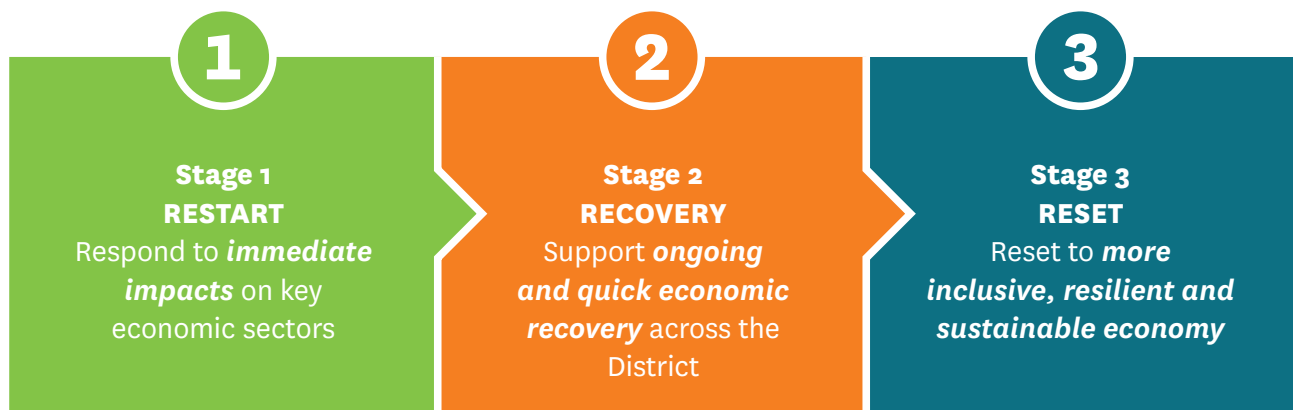 1
Stage 1
RESTART
Respond to immediate
impacts on key
economic sectors
2
Stage 2
RECOVERY
Support ongoing
and quick economic
recovery across the
District
3
Stage 3
RESET
Reset to more
inclusive, resilient and
sustainable economy